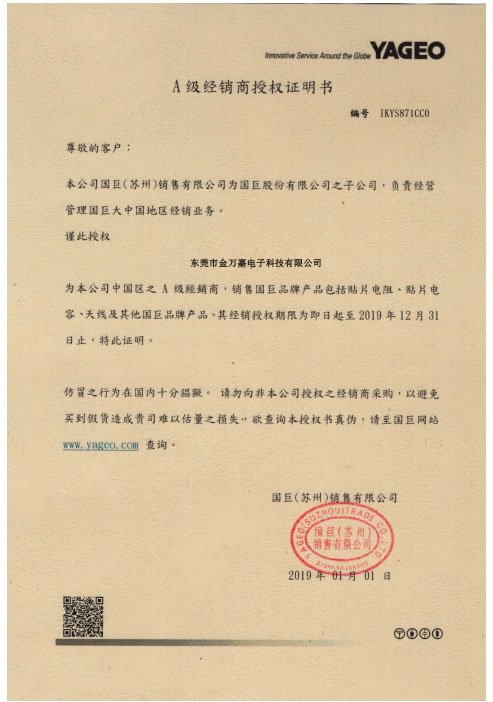 Innovative Service Around the Globe YAGEO
A级经销商授权证明书
编号 IKYS871CC0
尊敬的客户：
本公司国巨(苏州)销售有限公司为国巨股份有限公司之子公司，负责经营
管理国巨大中国地区经销业务。
谨此授权
东莞市金万嘉电子科技有限公司
为本公司中国区之 A 级经銷商，销售国巨品牌产品包括贴片电阻、贴片电
容、天线及其他国巨品牌产品。其经销授权期限为即日起至 2019 年 12 月 31
日止，特此证明。
仿冒之行为在国内十分猖獗。 请勿向非本公司授权之经销商采购，以避免
买到假货造成贵司难以估量之损失，欲查询本授权书真伪，请至国巨网站
www.yageo.com 查询。
国巨(苏州)销售有限公司
YAGEO(SUZHOU)TRADE CO.LTD
国巨(苏州)
销售有限公司
2019 年 01 月 01 日